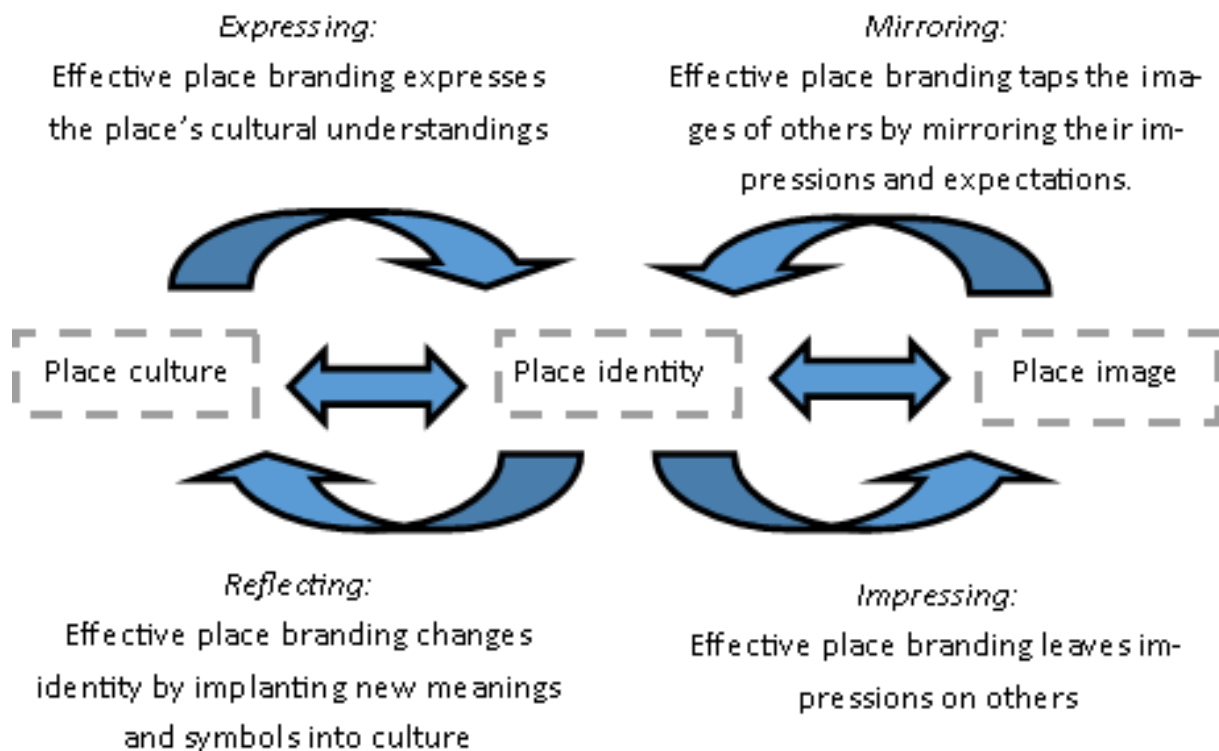 Expressing:
Effective place branding expresses
the place's cultural understandings
Mirroring:
Effective place branding taps the ima-
ges of others by mirroring their im-
pressions and expectations.
Place culture
Place identity
Place image
Reflecting:
Effective place branding changes
identity by implanting new meanings
and symbols into culture
Impressing:
Effective place branding leaves im-
pressions on others